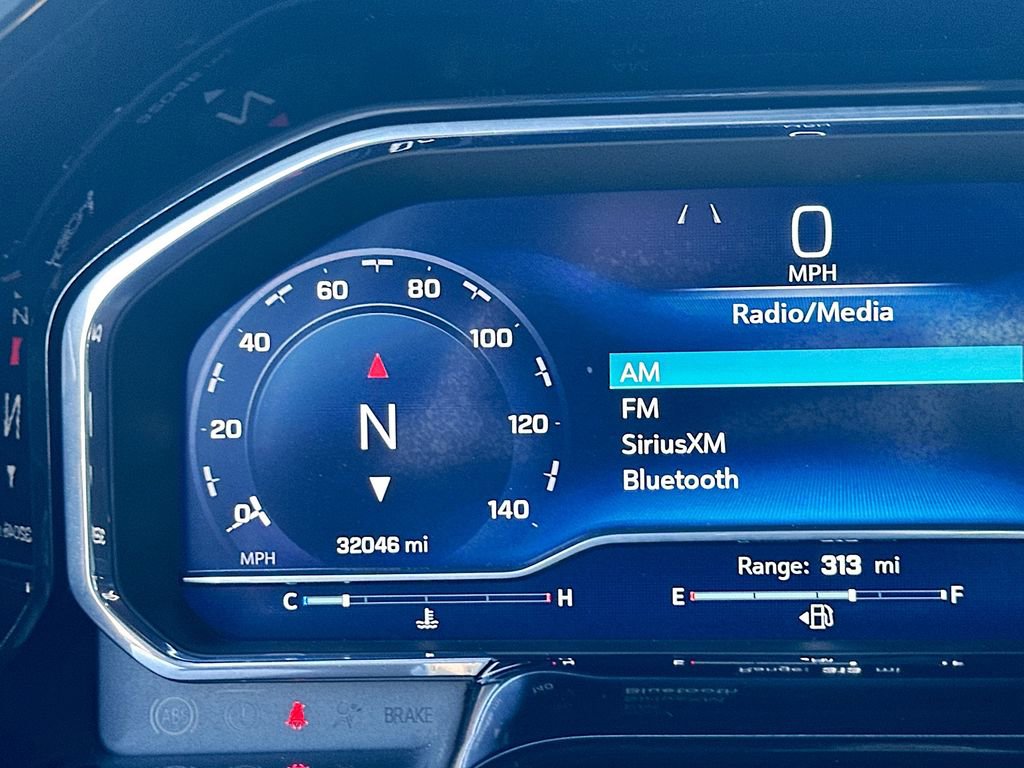 0
MPH
Radio/Media
AM
FM
SiriusXM
Bluetooth
0
20
40
60
80
100
120
140
N
MPH
32046 mi
Range: 313 mi
C
H
E
F
ABS
BRAKE